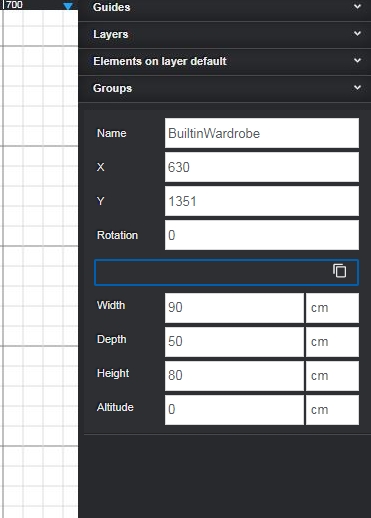 700
Guides
Layers
Elements on layer default
Groups
Name BuiltinWardrobe
X 630
Y 1351
Rotation 0
Width 90 cm
Depth 50 cm
Height 80 cm
Altitude 0 cm